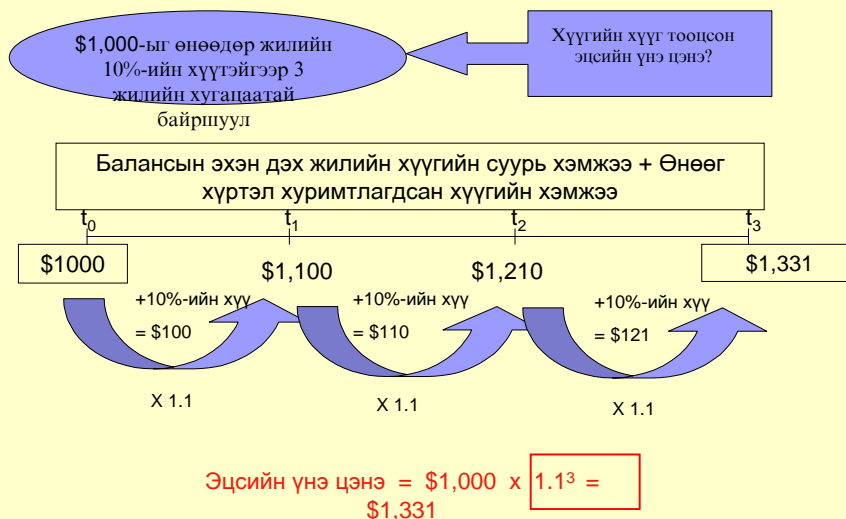 $1,000-ыг өнөөдөр жилийн
10%-ийн хүүтэйгээр 3
жилийн хугацаатай
байршуул
Хүүгийн хүүг тооцсон
эцсийн үнэ цэнэ?
Балансын эхэн дэх жилийн хүүгийн суурь хэмжээ + Өнөөг
хүртэл хуримтлагдсан хүүгийн хэмжээ
t0 t1 t2 t3
$1000 $1,100 $1,210 $1,331
+10%-ийн хүү +10%-ийн хүү +10%-ийн хүү
= $100 = $110 = $121
X 1.1 X 1.1 X 1.1
Эцсийн үнэ цэнэ = $1,000 x 1.1³ =
$1,331